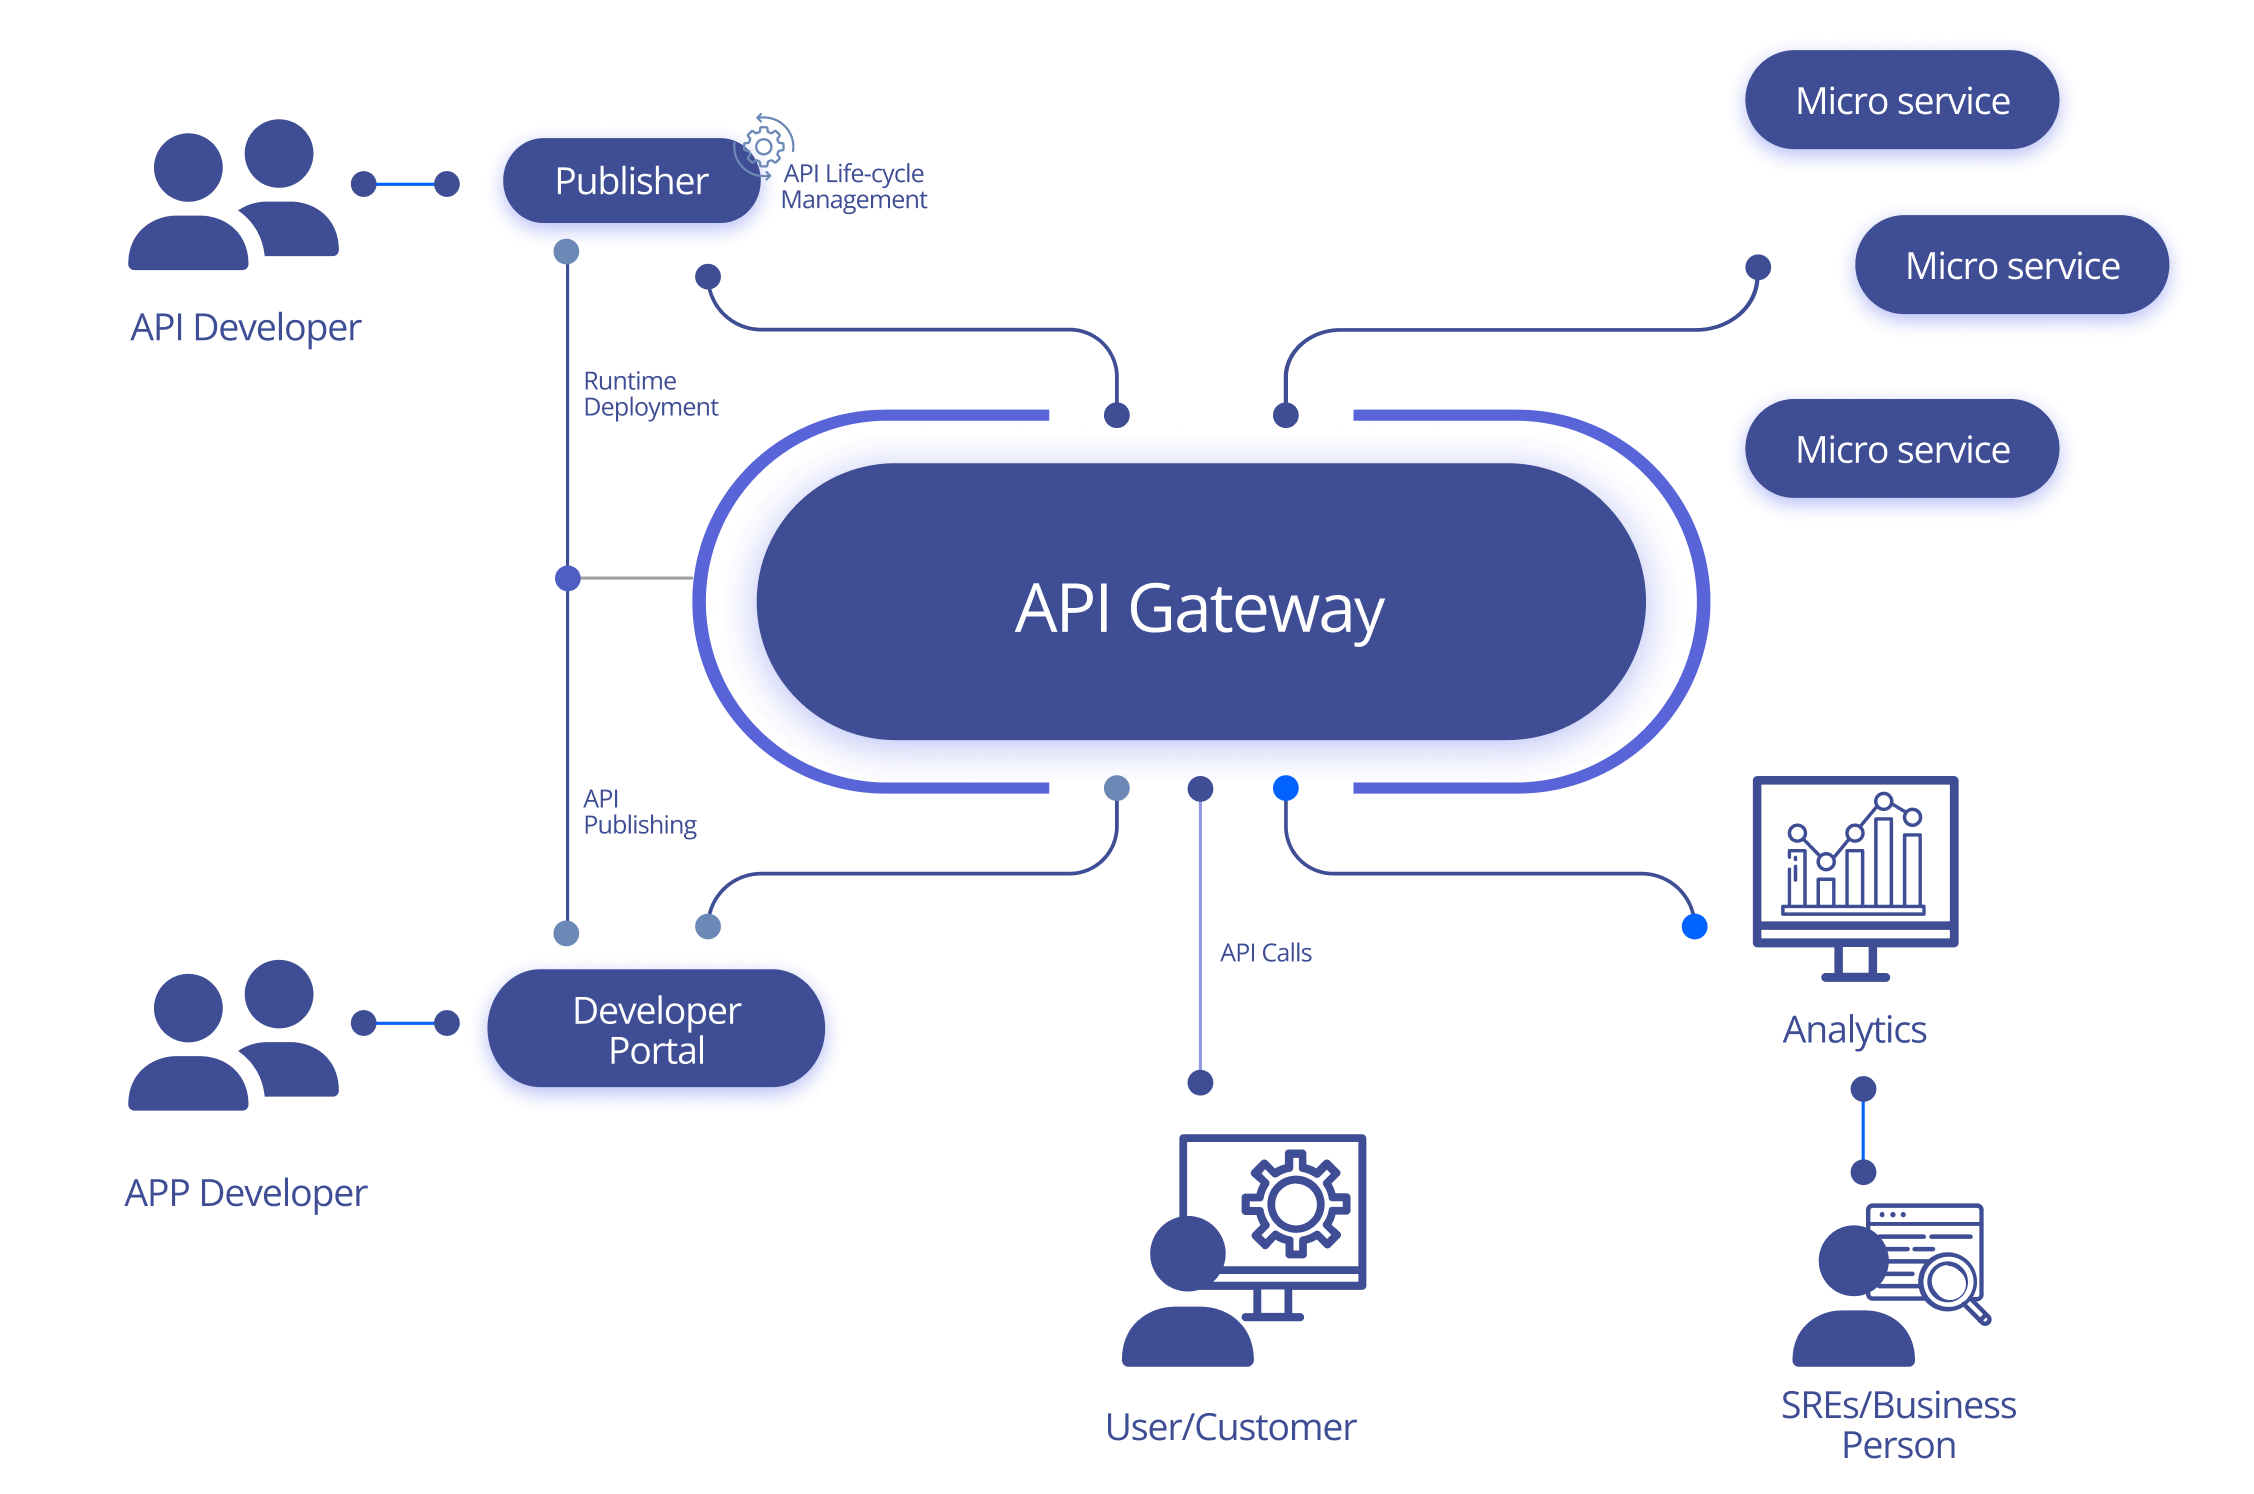 Micro service
Publisher
API Life-cycle
Management
Micro service
API Developer
Runtime
Deployment
Micro service
API Gateway
API
Publishing
API Calls
Developer
Portal
Analytics
APP Developer
User/Customer
SREs/Business
Person